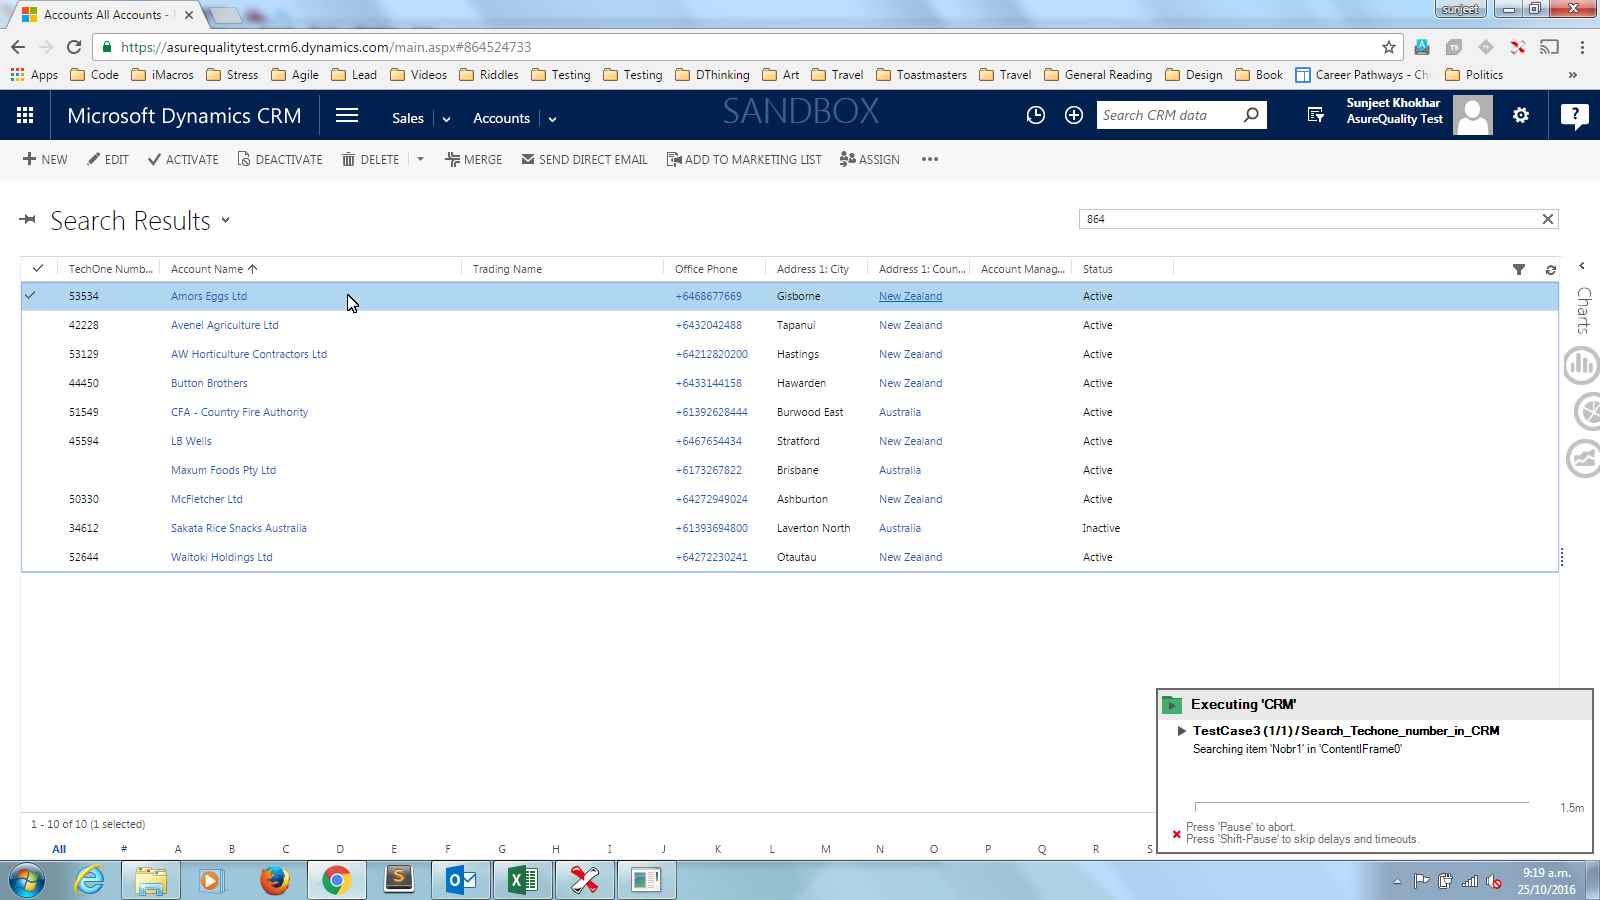 Accounts All Accounts -
sunjeet
https://asurequalitytest.crm6.dynamics.com/main.aspx#864524733
Apps Code iMacros Stress Agile Lead Videos Riddles Testing Testing DThinking Art Travel Toastmasters Travel General Reading Design Book Career Pathways - Ch Politics »
Microsoft Dynamics CRM Sales Accounts SANDBOX Search CRM data
Sunjeet Khokhar
AsureQuality Test
?
NEW EDIT ACTIVATE DEACTIVATE DELETE MERGE SEND DIRECT EMAIL ADD TO MARKETING LIST ASSIGN •••
Search Results
864
TechOne Numb... Account Name Trading Name Office Phone Address 1: City Address 1: Coun... Account Manag... Status
53534 Amors Eggs Ltd +6468677669 Gisborne New Zealand Active
42228 Avenel Agriculture Ltd +6432042488 Tapanui New Zealand Active
53129 AW Horticulture Contractors Ltd +64212820200 Hastings New Zealand Active
44450 Button Brothers +6433144158 Hawarden New Zealand Active
51549 CFA - Country Fire Authority +61392628444 Burwood East Australia Active
45594 LB Wells +6467654434 Stratford New Zealand Active
Maxum Foods Pty Ltd +6173267822 Brisbane Australia Active
50330 McFletcher Ltd +64272949024 Ashburton New Zealand Active
34612 Sakata Rice Snacks Australia +61393694800 Laverton North Australia Inactive
52644 Waitoki Holdings Ltd +64272230241 Otautau New Zealand Active
Charts
Executing 'CRM'
TestCase3 (1/1) / Search_Techone_number_in_CRM
Searching item 'Nobr1' in 'ContentIFrame0'
1.5m
Press 'Pause' to abort.
Press 'Shift-Pause' to skip delays and timeouts.
1 - 10 of 10 (1 selected)
All # A B C D E F G H I J K L M N O P Q R S
9:19 a.m.
25/10/2016